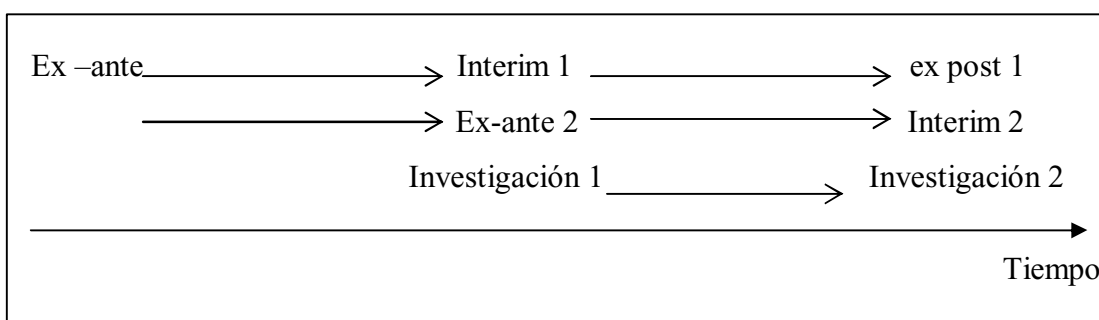 Ex –ante Interim 1 ex post 1
Ex-ante 2 Interim 2
Investigación 1 Investigación 2
Tiempo